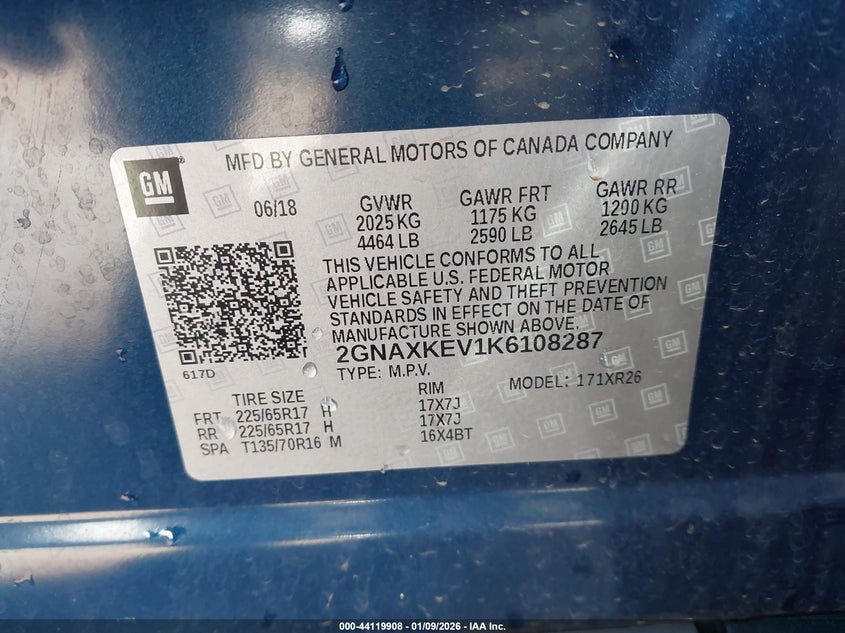 GM
MFD BY GENERAL MOTORS OF CANADA COMPANY
06/18
GVWR
2025 KG
4464 LB
GAWR FRT
1175 KG
2590 LB
GAWR RR
1200 KG
2645 LB
THIS VEHICLE CONFORMS TO ALL
APPLICABLE U.S. FEDERAL MOTOR
VEHICLE SAFETY AND THEFT PREVENTION
STANDARDS IN EFFECT ON THE DATE OF
MANUFACTURE SHOWN ABOVE.
617D
2GNAXKEV1K6108287
TYPE: M.P.V.
MODEL: 171XR26
TIRE SIZE
RIM
FRT 225/65R17 H 17X7J
RR 225/65R17 H 17X7J
SPA T135/70R16 M 16X4BT
000-44119908 - 01/09/2026 - IAA Inc.